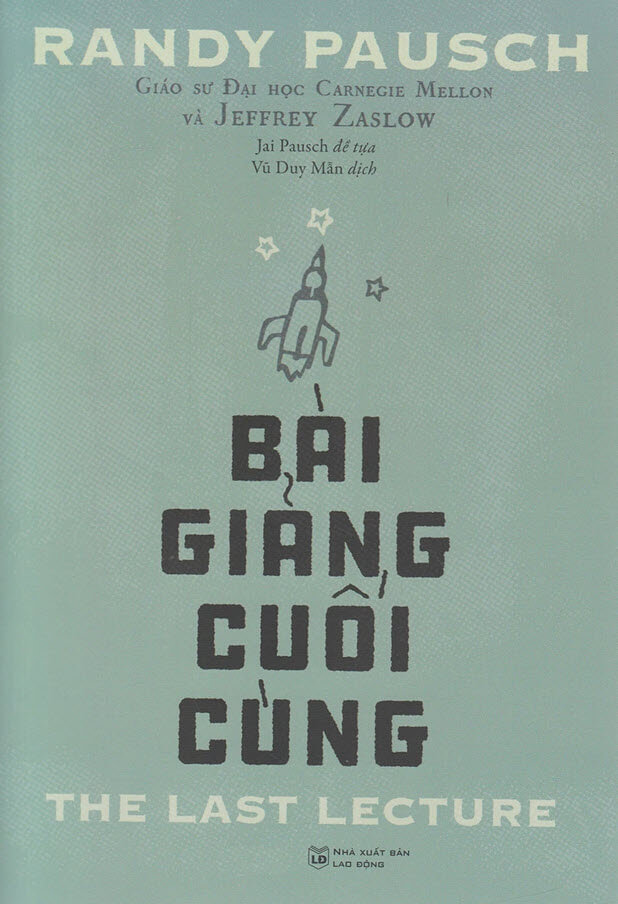 RANDY PAUSCH
GIÁO SƯ ĐẠI HỌC CARNEGIE MELLON
VÀ JEFFREY ZASLOW
Jai Pausch đề tựa
Vũ Duy Mẫn dịch
BÀI
GIẢNG
CUỐI
CÙNG
THE LAST LECTURE
LĐ
NHÀ XUẤT BẢN
LAO ĐỘNG